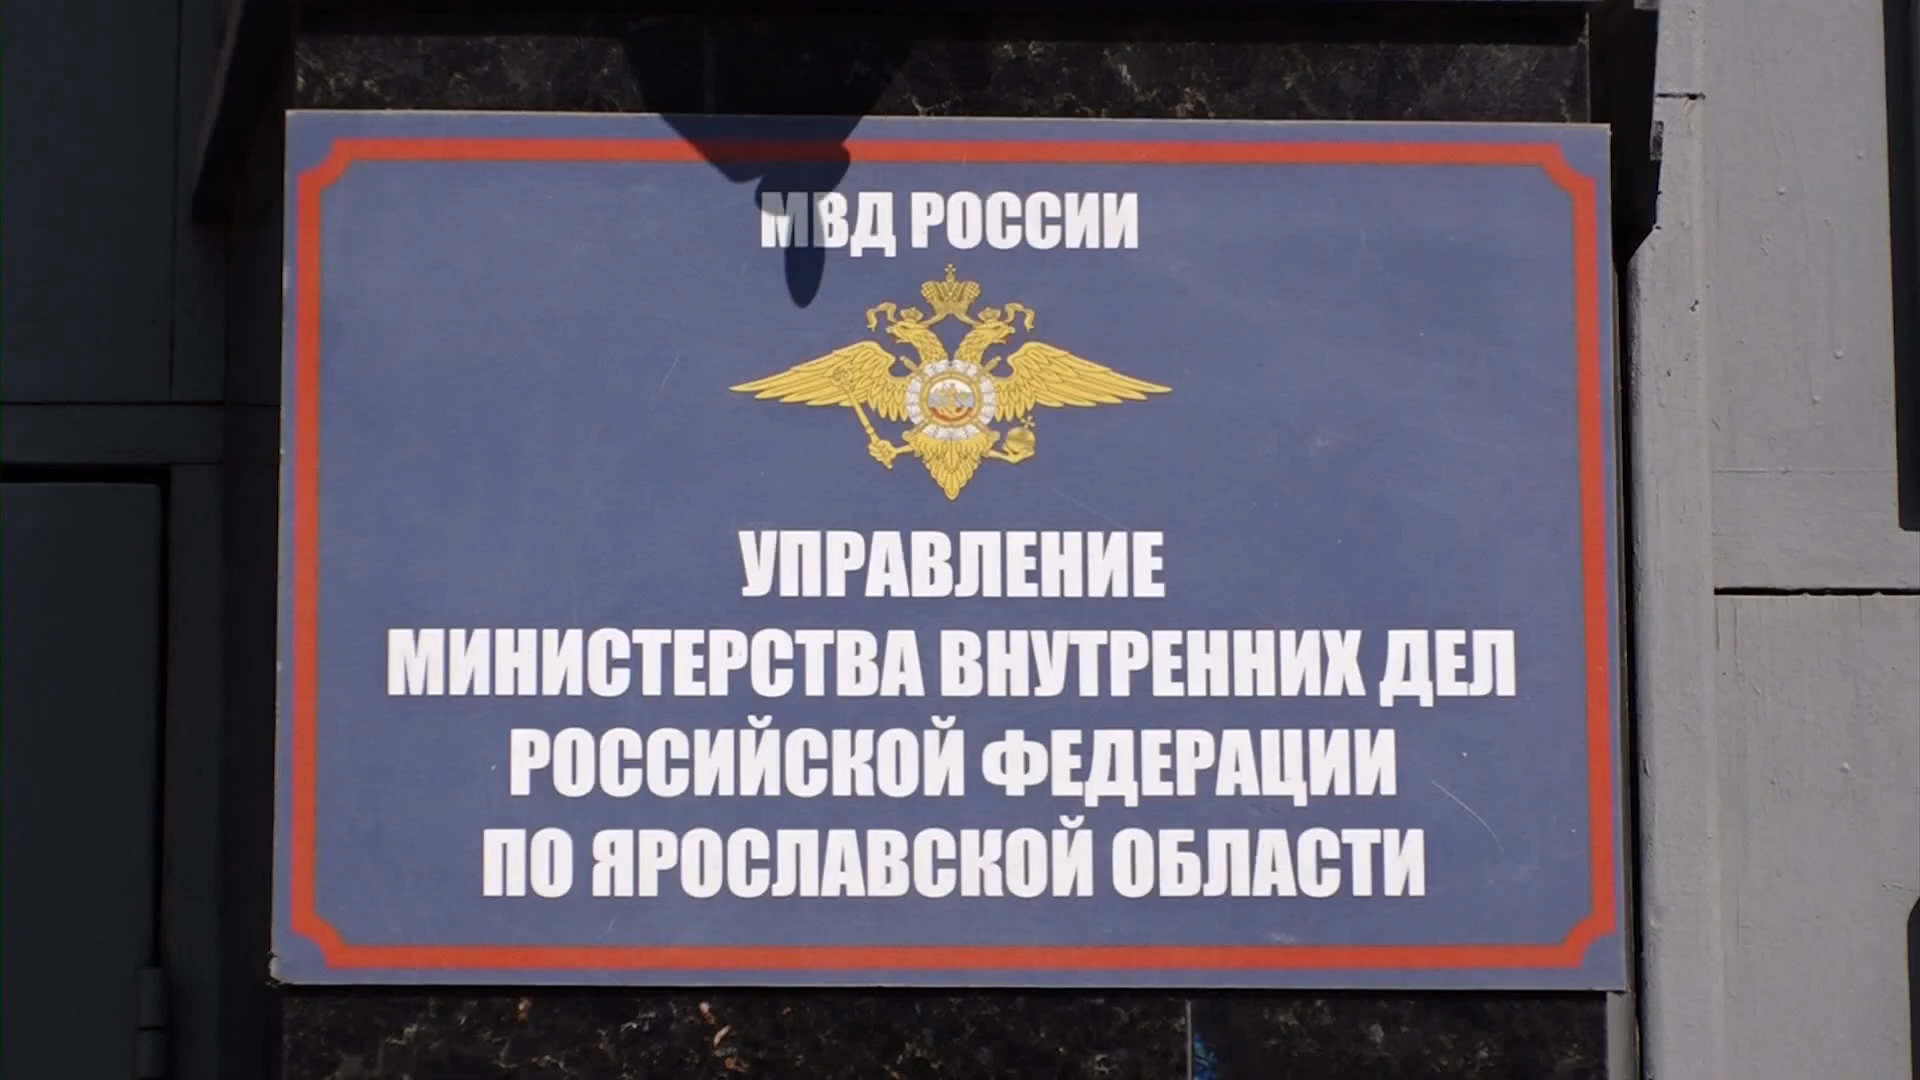 МВД РОССИИ
УПРАВЛЕНИЕ
МИНИСТЕРСТВА ВНУТРЕННИХ ДЕЛ
РОССИЙСКОЙ ФЕДЕРАЦИИ
ПО ЯРОСЛАВСКОЙ ОБЛАСТИ